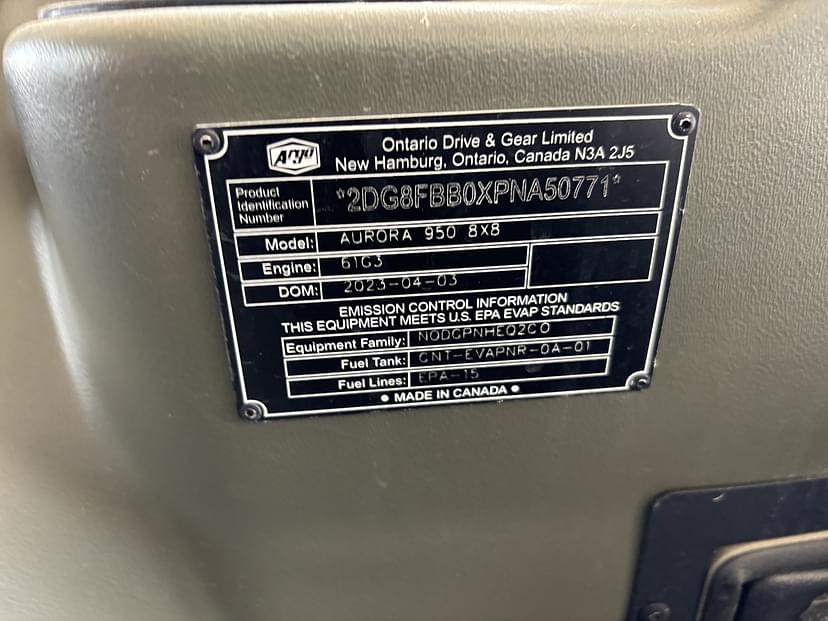 Argo
Ontario Drive & Gear Limited
New Hamburg, Ontario, Canada N3A 2J5
Product
Identification
Number
*2DG8FBB0XPNA50771*
Model: AURORA 950 8X8
Engine: 61G3
DOM: 2023-04-03
EMISSION CONTROL INFORMATION
THIS EQUIPMENT MEETS U.S. EPA EVAP STANDARDS
Equipment Family: NODGPNHEQ2C0
Fuel Tank: GNT-EVAPNR-0A-01
Fuel Lines: EPA-15
• MADE IN CANADA •